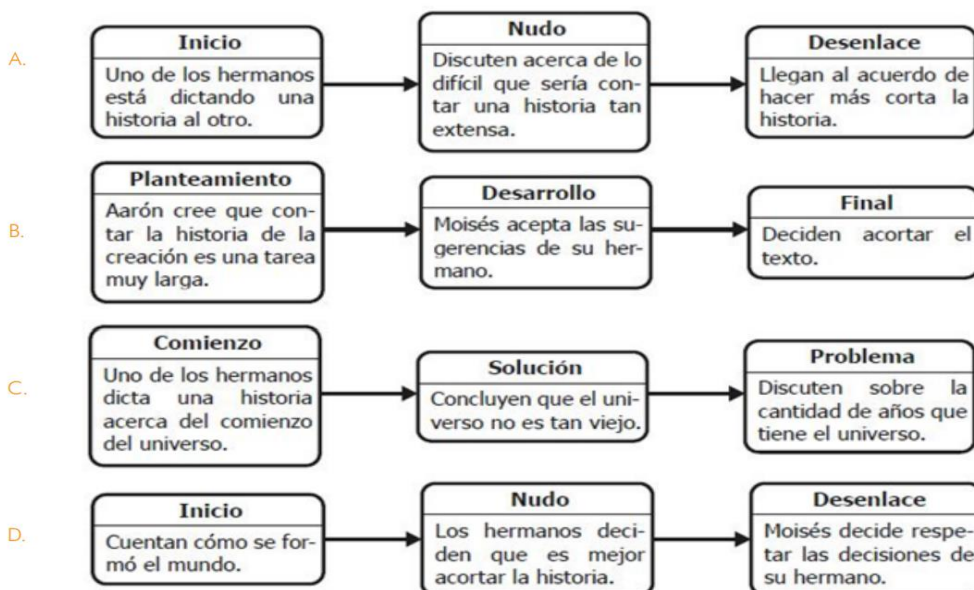 A.
Inicio
Uno de los hermanos
está dictando una
historia al otro.
Nudo
Discuten acerca de lo
difícil que sería con-
tar una historia tan
extensa.
Desenlace
Llegan al acuerdo de
hacer más corta la
historia.
B.
Planteamiento
Aarón cree que con-
tar la historia de la
creación es una tarea
muy larga.
Desarrollo
Moisés acepta las su-
gerencias de su her-
mano.
Final
Deciden acortar el
texto.
C.
Comienzo
Uno de los hermanos
dicta una historia
acerca del comienzo
del universo.
Solución
Concluyen que el uni-
verso no es tan viejo.
Problema
Discuten sobre la
cantidad de años que
tiene el universo.
D.
Inicio
Cuentan cómo se for-
mó el mundo.
Nudo
Los hermanos deci-
den que es mejor
acortar la historia.
Desenlace
Moisés decide respe-
tar las decisiones de
su hermano.